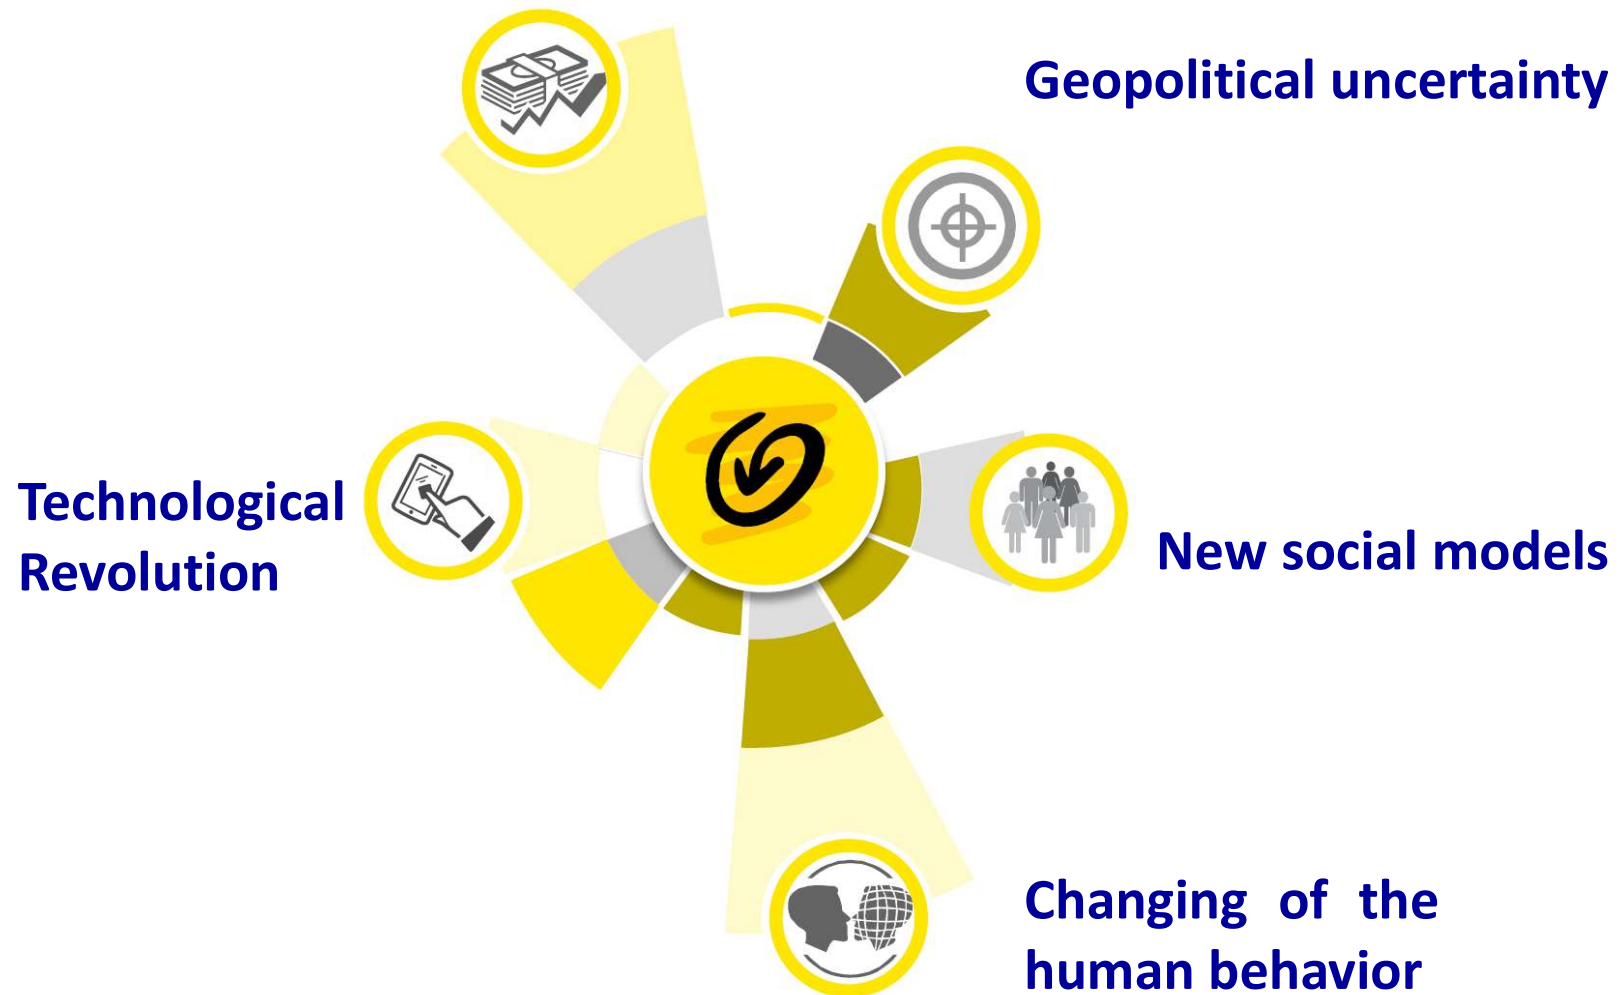 Geopolitical uncertainty
Technological
Revolution
New social models
Changing of the
human behavior